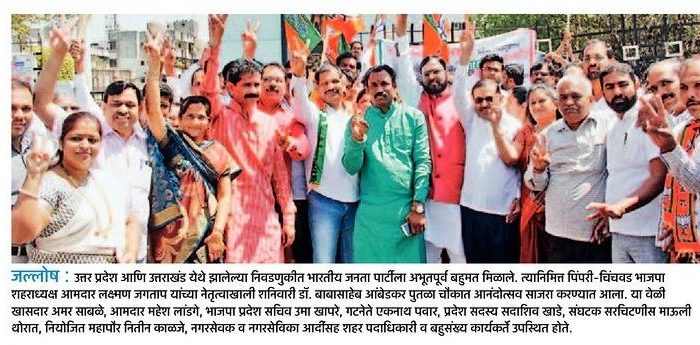 जल्लोष : उत्तर प्रदेश आणि उत्तराखंड येथे झालेल्या निवडणुकीत भारतीय जनता पार्टीला अभूतपूर्व बहुमत मिळाले. त्यानिमित्त पिंपरी-चिंचवड भाजपा
शहराध्यक्ष आमदार लक्ष्मण जगताप यांच्या नेतृत्वाखाली शनिवारी डॉ. बाबासाहेब आंबेडकर पुतळा चौकात आनंदोत्सव साजरा करण्यात आला. या वेळी
खासदार अमर साबळे, आमदार महेश लांडगे, भाजपा प्रदेश सचिव उमा खापरे, गटनेते एकनाथ पवार, प्रदेश सदस्य सदाशिव खाडे, संघटक सरचिटणीस माऊली
थोरात, नियोजित महापौर नितीन काळजे, नगरसेवक व नगरसेविका आर्दीसह शहर पदाधिकारी व बहुसंख्य कार्यकर्ते उपस्थित होते.